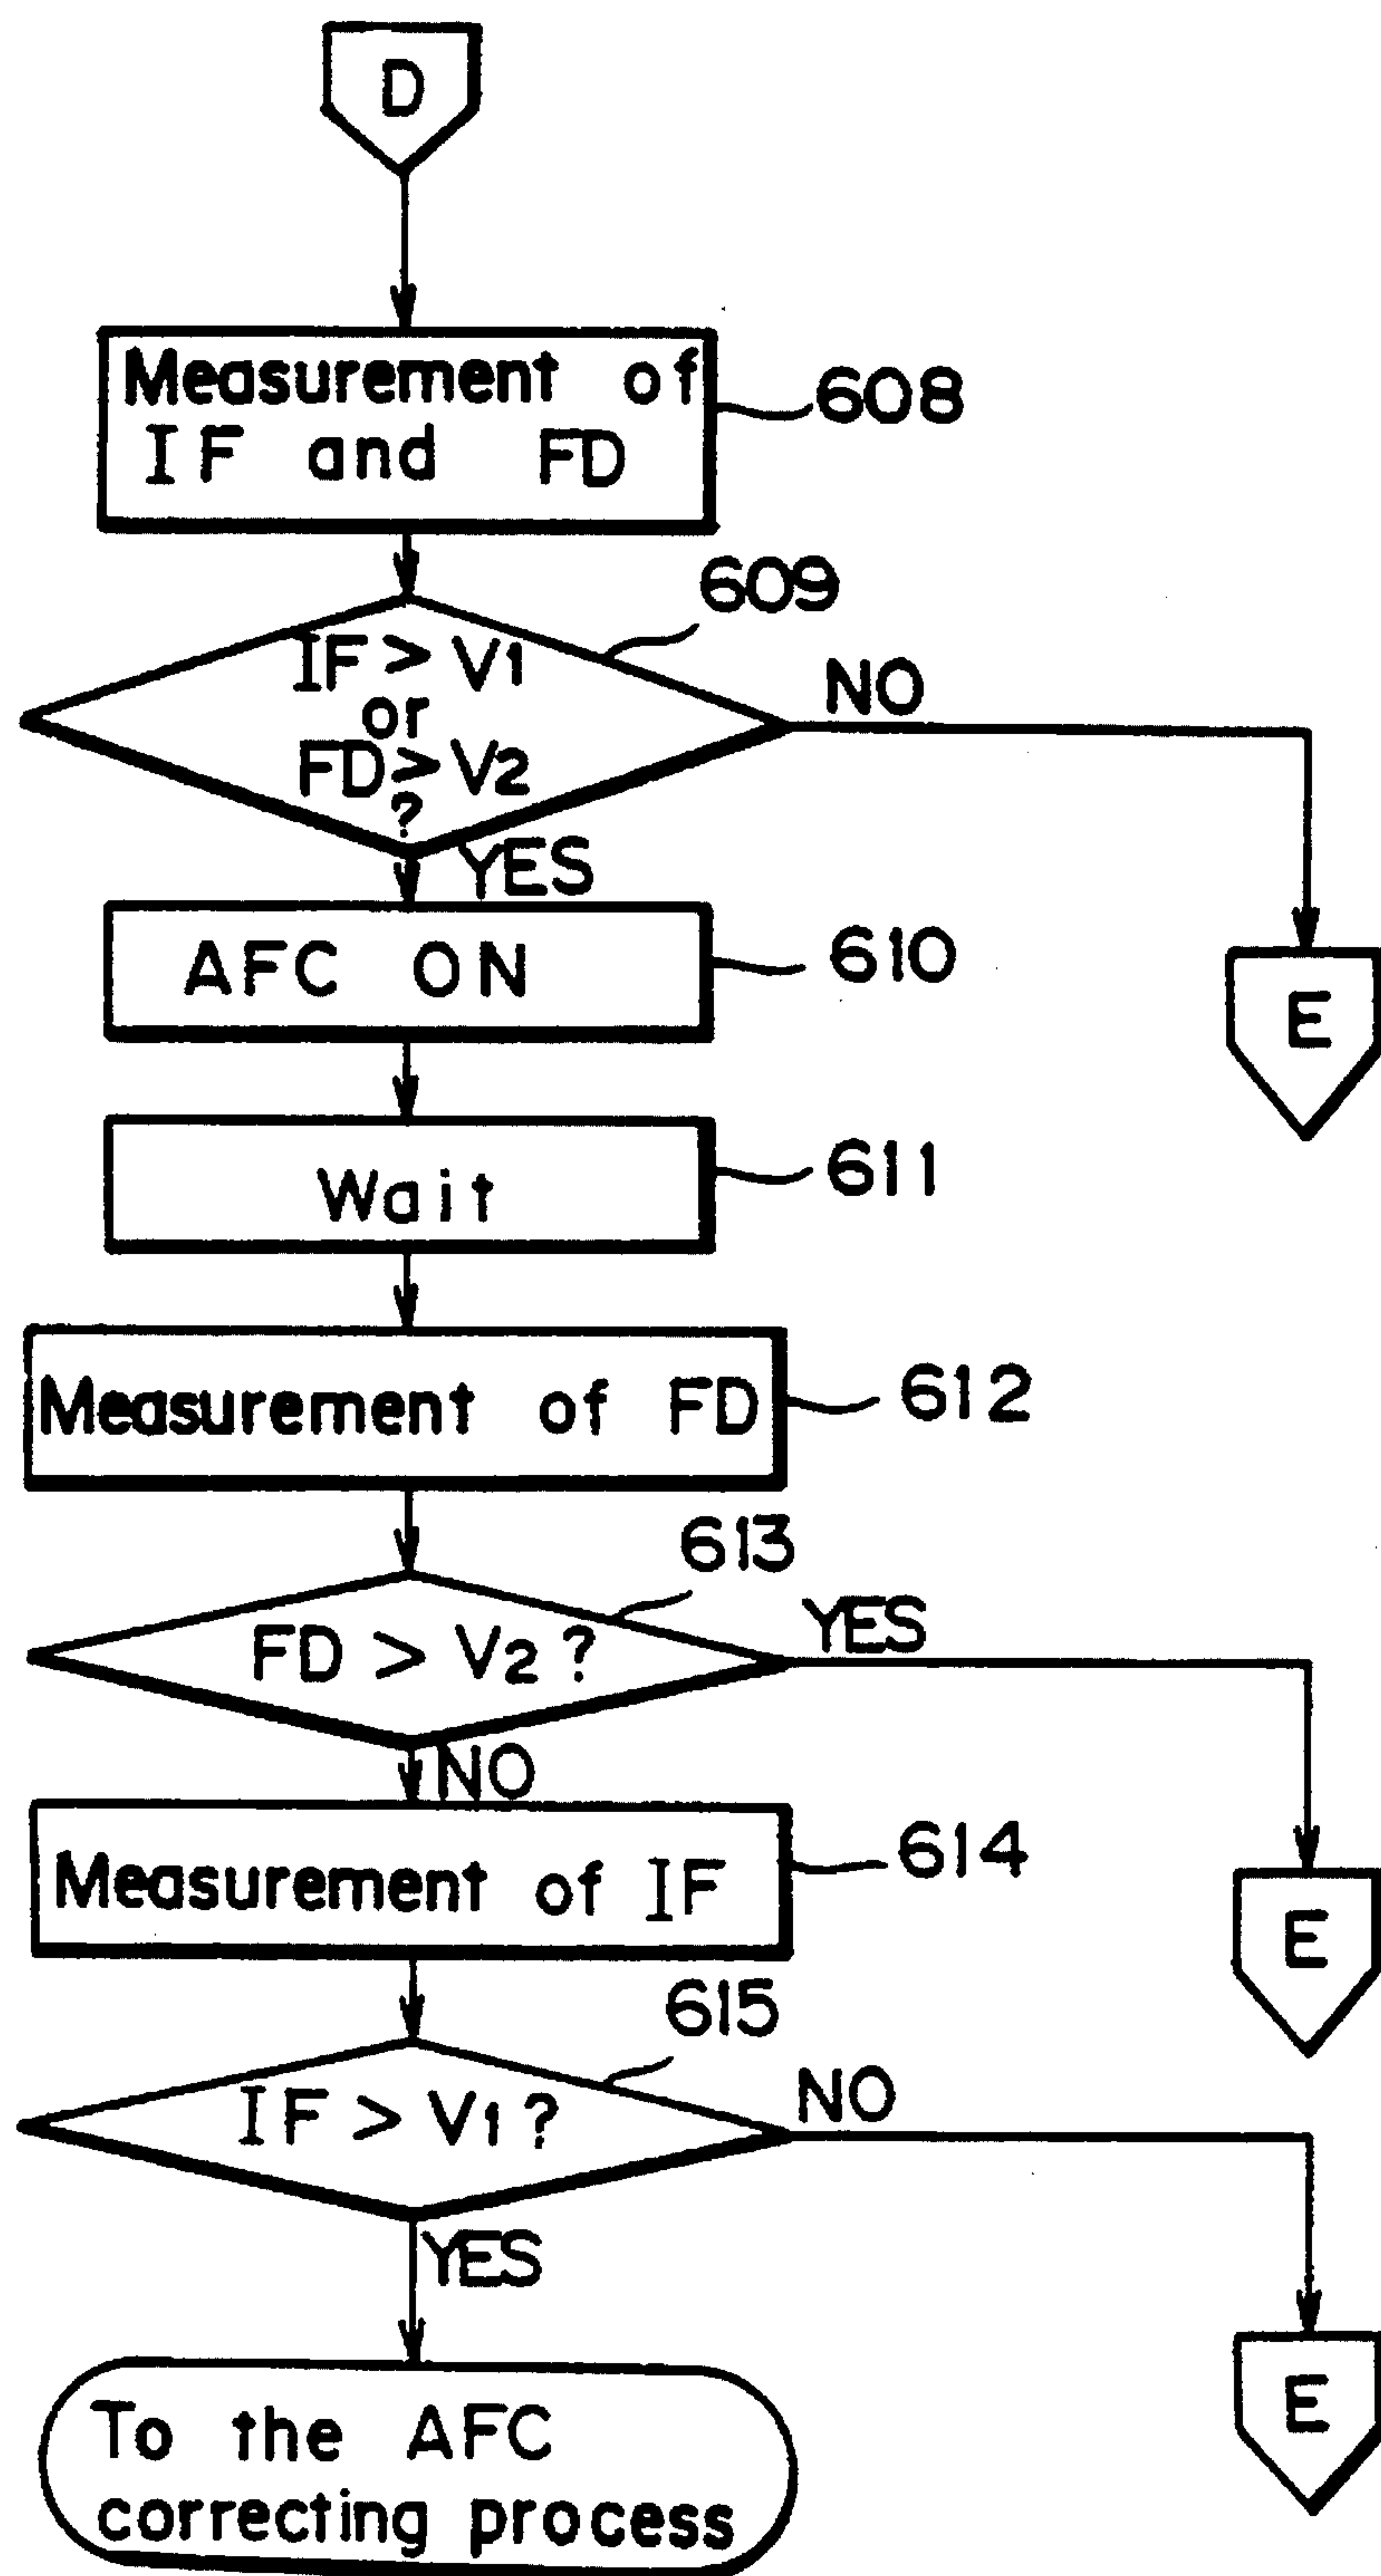 D
Measurement of
IF and FD
608
609
IF > V1
or
FD > V2
?
NO
YES
E
AFC ON
610
Wait
611
Measurement of FD
612
613
FD > V2 ?
YES
NO
E
Measurement of IF
614
615
IF > V1 ?
NO
YES
E
To the AFC
correcting process